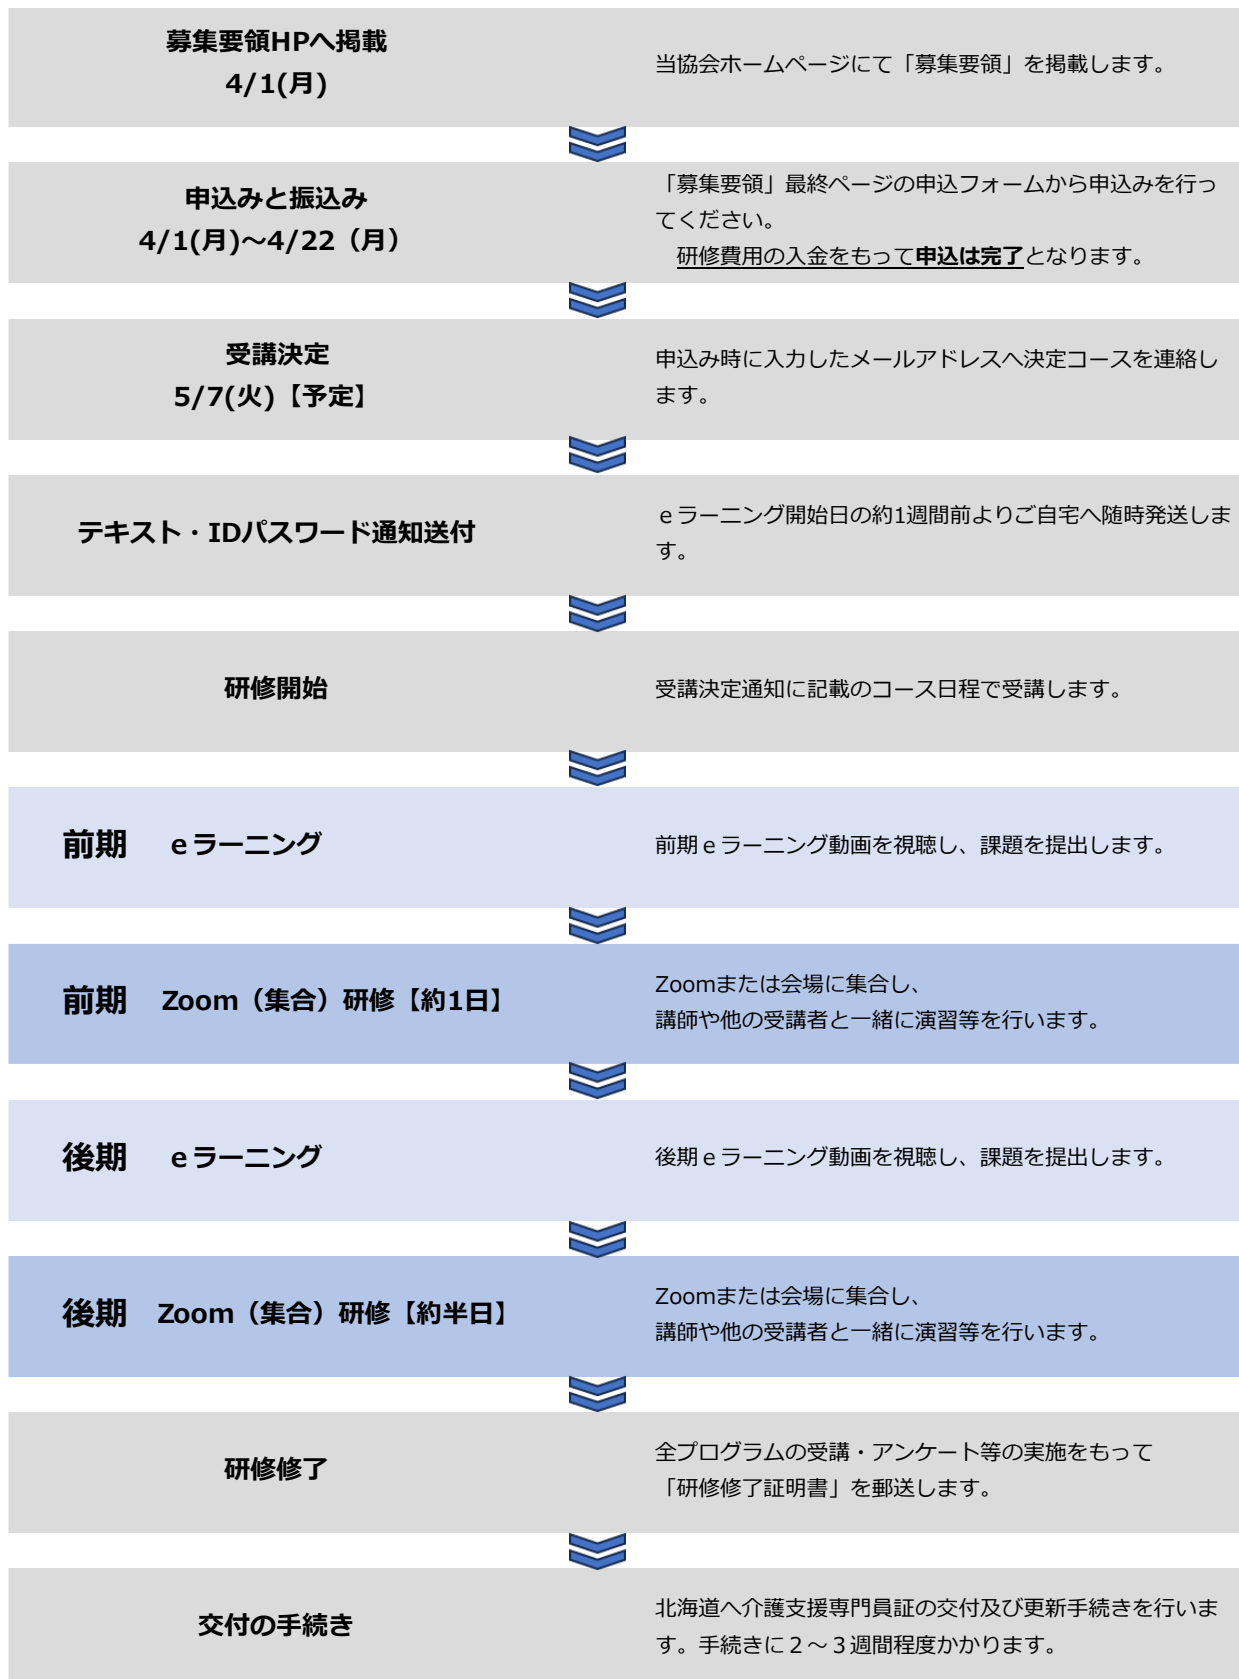 募集要領HPへ掲載
4/1(月)
当協会ホームページにて「募集要領」を掲載します。
申込みと振込み
4/1(月)～4/22（月）
「募集要領」最終ページの申込フォームから申込みを行っ
てください。
研修費用の入金をもって申込は完了となります。
受講決定
5/7(火)【予定】
申込み時に入力したメールアドレスへ決定コースを連絡し
ます。
テキスト・IDパスワード通知送付
ｅラーニング開始日の約1週間前よりご自宅へ随時発送しま
す。
研修開始
受講決定通知に記載のコース日程で受講します。
前期　ｅラーニング
前期ｅラーニング動画を視聴し、課題を提出します。
前期　Zoom（集合）研修【約1日】
Zoomまたは会場に集合し、
講師や他の受講者と一緒に演習等を行います。
後期　ｅラーニング
後期ｅラーニング動画を視聴し、課題を提出します。
後期　Zoom（集合）研修【約半日】
Zoomまたは会場に集合し、
講師や他の受講者と一緒に演習等を行います。
研修修了
全プログラムの受講・アンケート等の実施をもって
「研修修了証明書」を郵送します。
交付の手続き
北海道へ介護支援専門員証の交付及び更新手続きを行いま
す。手続きに２～３週間程度かかります。